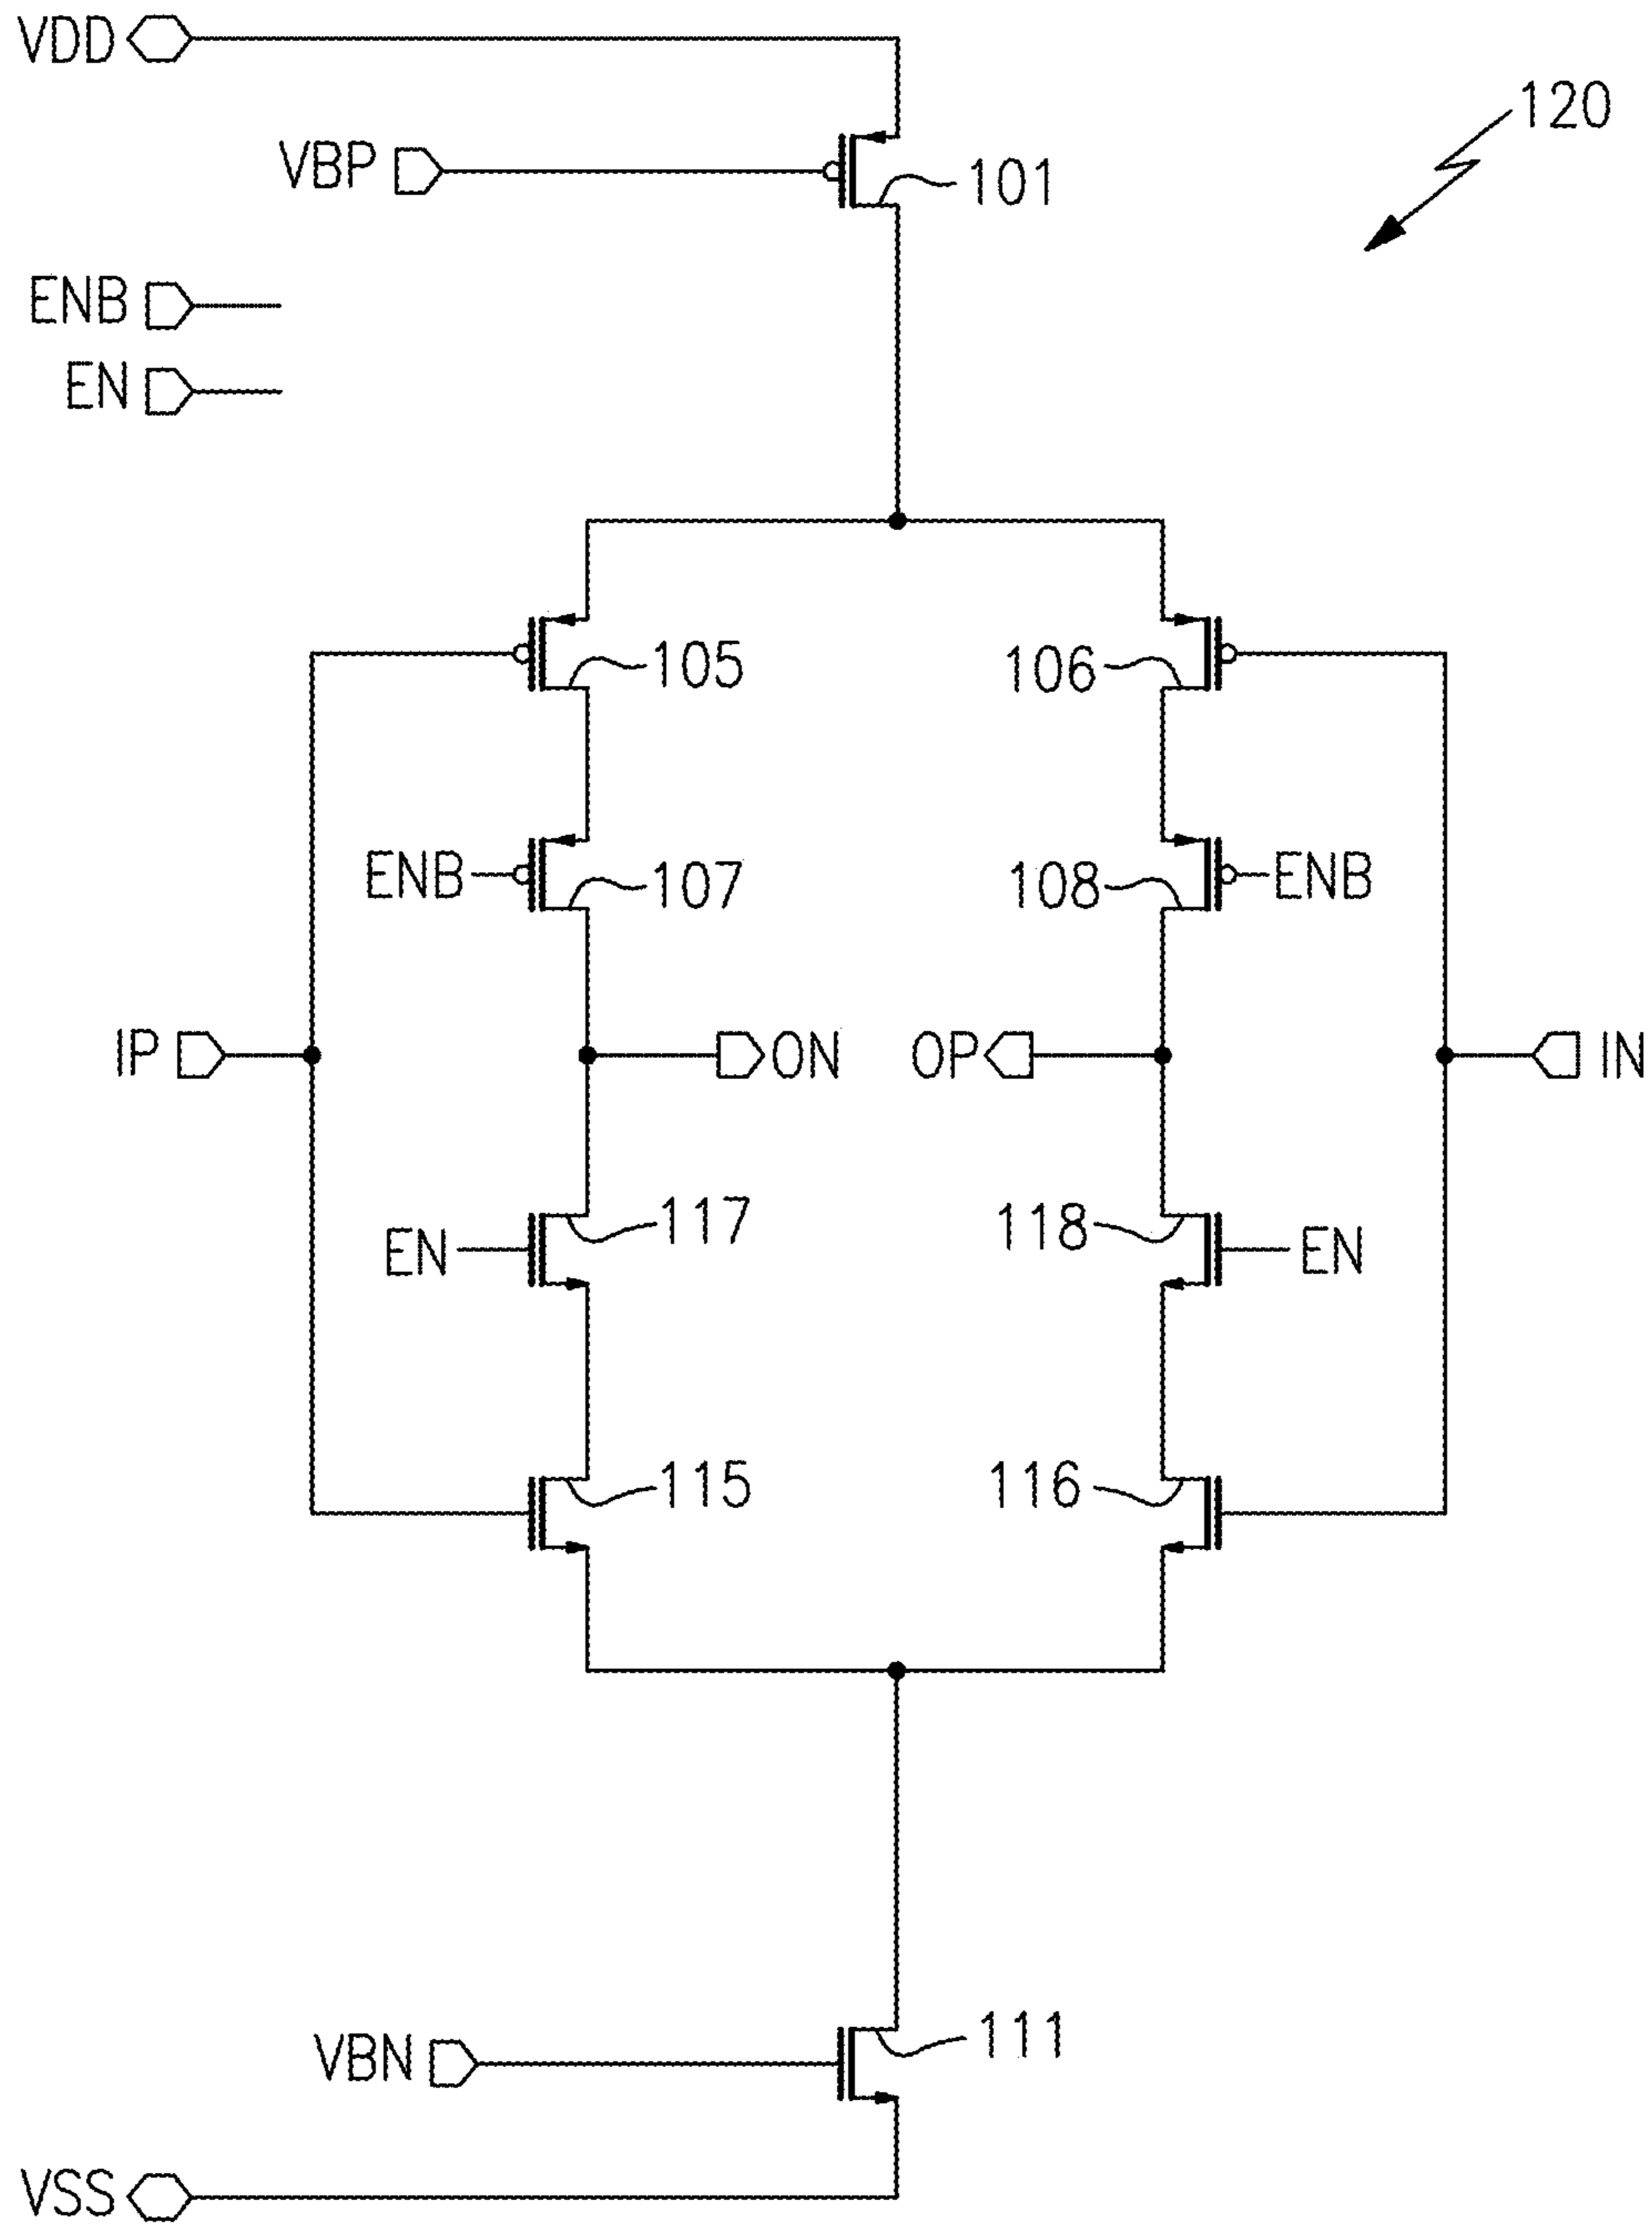 VDD
120
VBP
101
ENB
EN
105
106
ENB
107
108
ENB
IP
ON
OP
IN
EN
117
118
EN
115
116
VBN
111
VSS